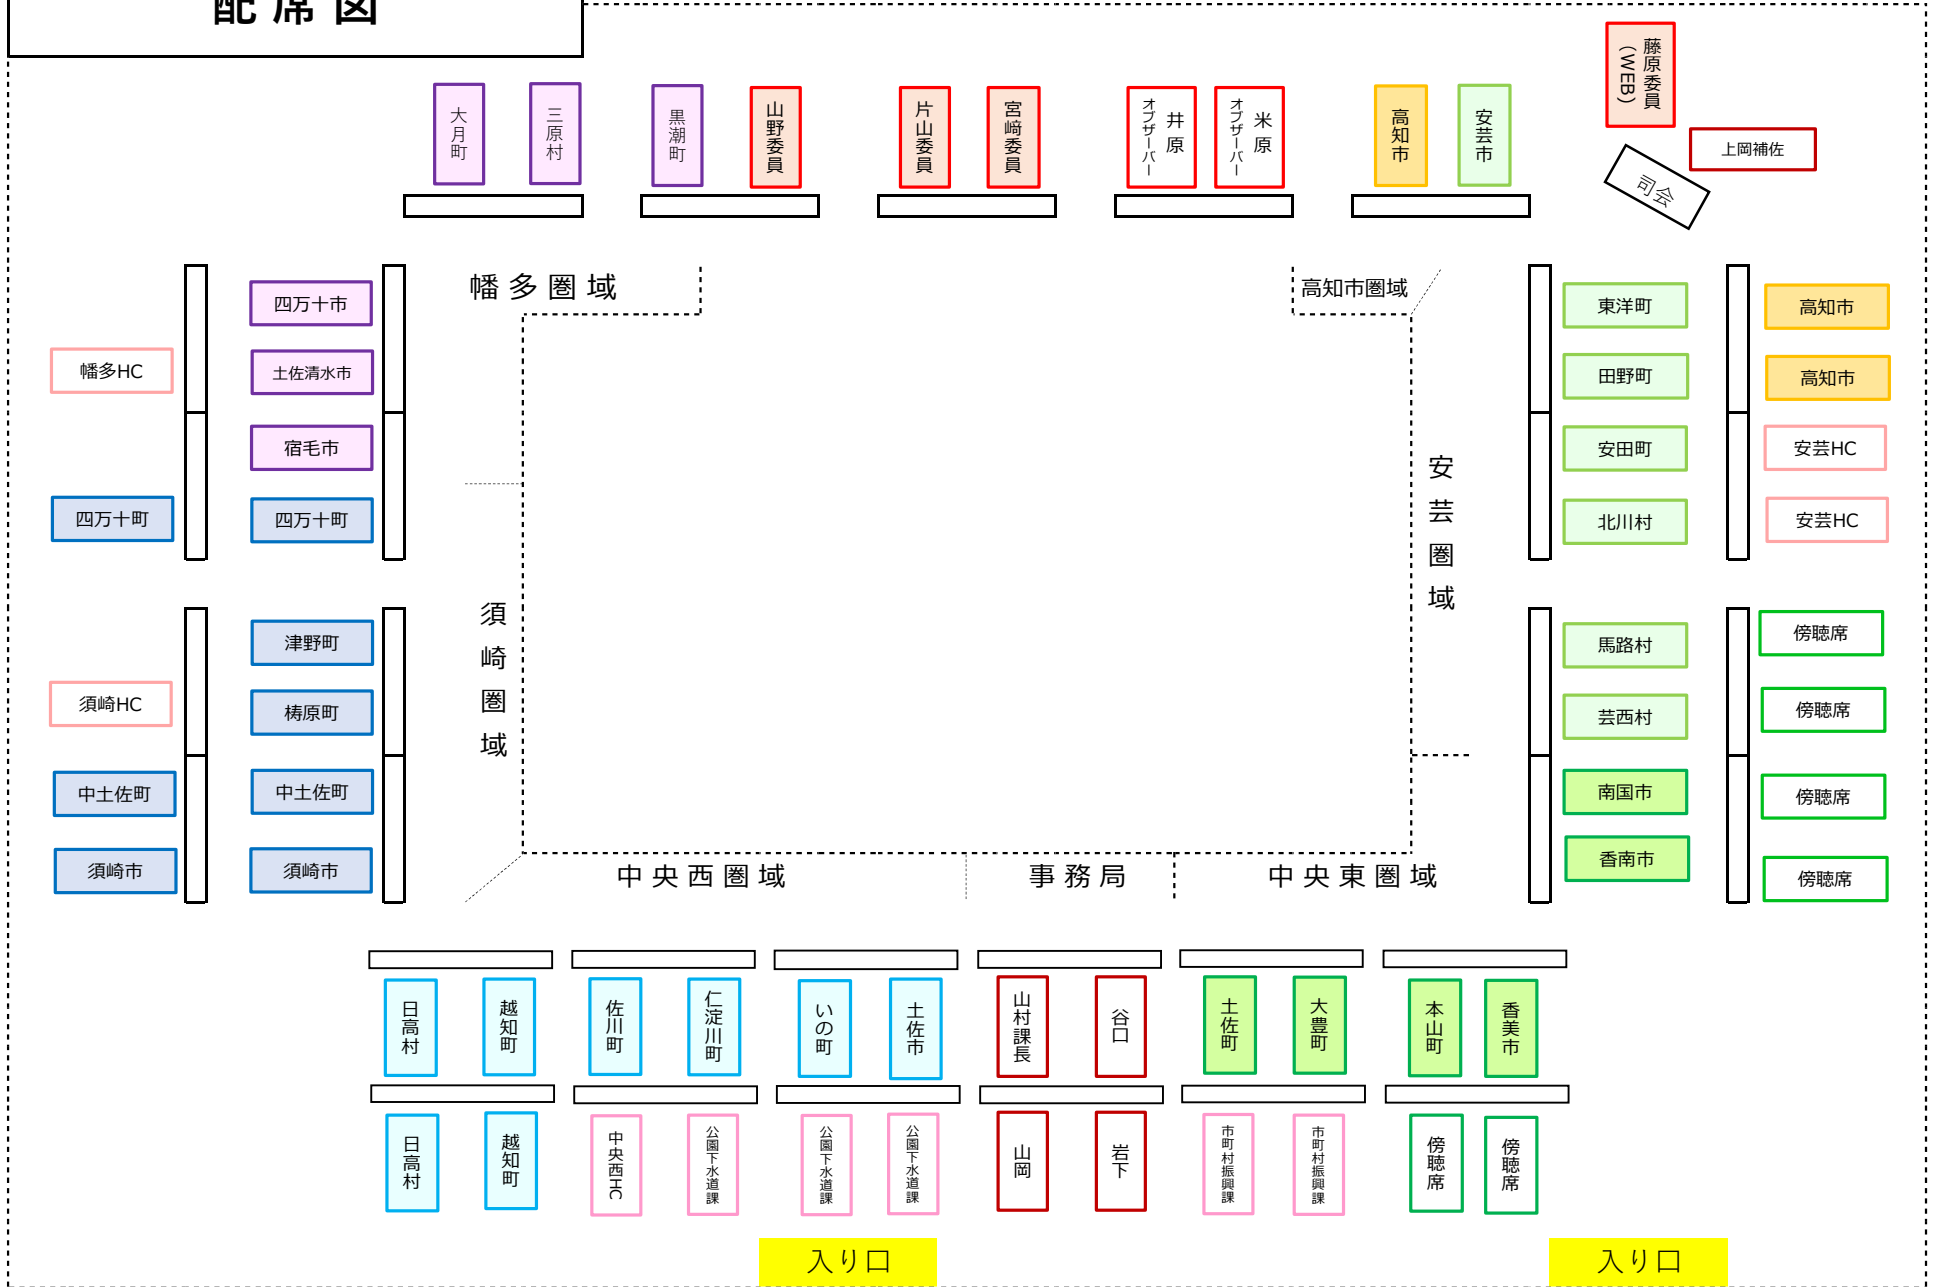 配席図
大月町
三原村
黒潮町
山野委員
片山委員
宮﨑委員
井原
オブザーバー
米原
オブザーバー
高知市
安芸市
藤原委員
（WEB）
上岡補佐
司会
幡多圏域
高知市圏域
四万十市
土佐清水市
宿毛市
四万十町
幡多HC
四万十町
東洋町
田野町
安田町
北川村
高知市
高知市
安芸HC
安芸HC
安芸圏域
須崎圏域
津野町
梼原町
中土佐町
須崎市
須崎HC
中土佐町
須崎市
馬路村
芸西村
南国市
香南市
傍聴席
傍聴席
傍聴席
傍聴席
中央西圏域
事務局
中央東圏域
日高村
越知町
佐川町
仁淀川町
いの町
土佐市
山村課長
谷口
土佐町
大豊町
本山町
香美市
日高村
越知町
中央西HC
公園下水道課
公園下水道課
公園下水道課
山岡
岩下
市町村振興課
市町村振興課
傍聴席
傍聴席
入り口
入り口